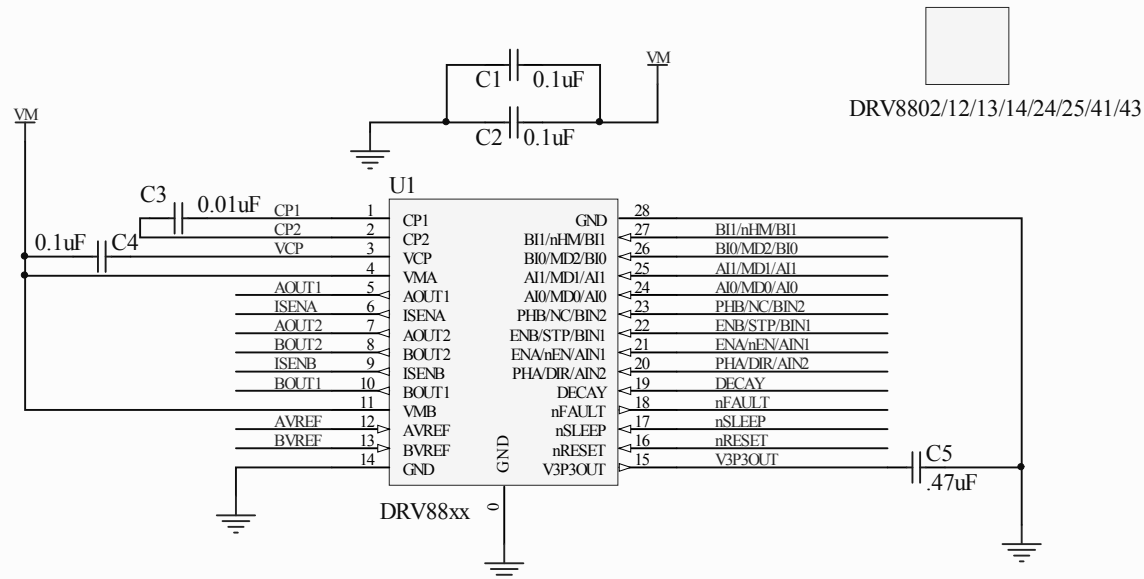 VM
C1 0.1uF
C2 0.1uF
DRV8802/12/13/14/24/25/41/43
VM
C3 0.01uF
0.1uF C4
U1
CP1 1 CP1
CP2 2 CP2
VCP 3 VCP
4 VMA
AOUT1 5 AOUT1
ISENA 6 ISENA
AOUT2 7 AOUT2
BOUT2 8 BOUT2
ISENB 9 ISENB
BOUT1 10 BOUT1
11 VMB
AVREF 12 AVREF
BVREF 13 BVREF
14 GND
GND 28
BI1/nHM/BI1 27 BI1/nHM/BI1
BI0/MD2/BI0 26 BI0/MD2/BI0
AI1/MD1/AI1 25 AI1/MD1/AI1
AI0/MD0/AI0 24 AI0/MD0/AI0
PHB/NC/BIN2 23 PHB/NC/BIN2
ENB/STP/BIN1 22 ENB/STP/BIN1
ENA/nEN/AIN1 21 ENA/nEN/AIN1
PHA/DIR/AIN2 20 PHA/DIR/AIN2
DECAY 19 DECAY
nFAULT 18 nFAULT
nSLEEP 17 nSLEEP
nRESET 16 nRESET
V3P3OUT 15 V3P3OUT
C5
.47uF
GND
0
DRV88xx